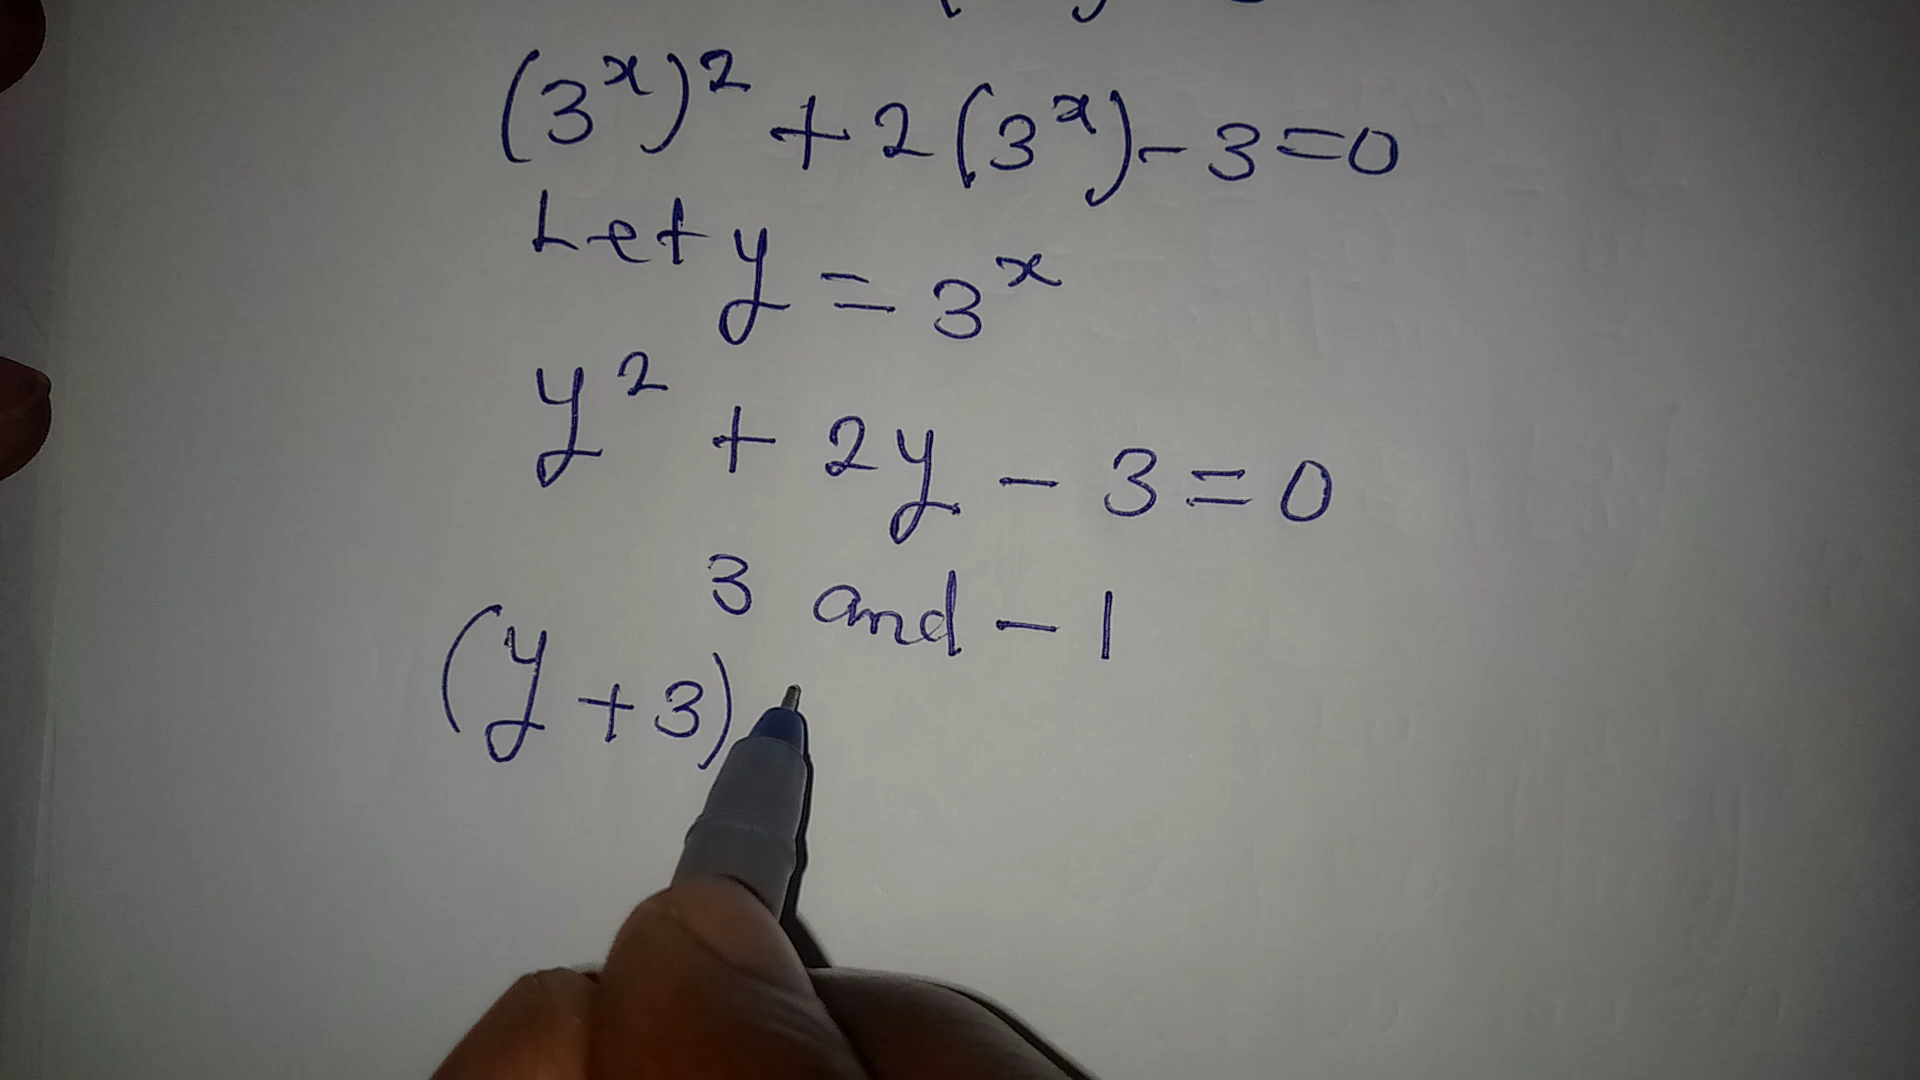 (3^x)^2 + 2(3^x) - 3 = 0
Let y = 3^x
y^2 + 2y - 3 = 0
3 and - 1
(y + 3)